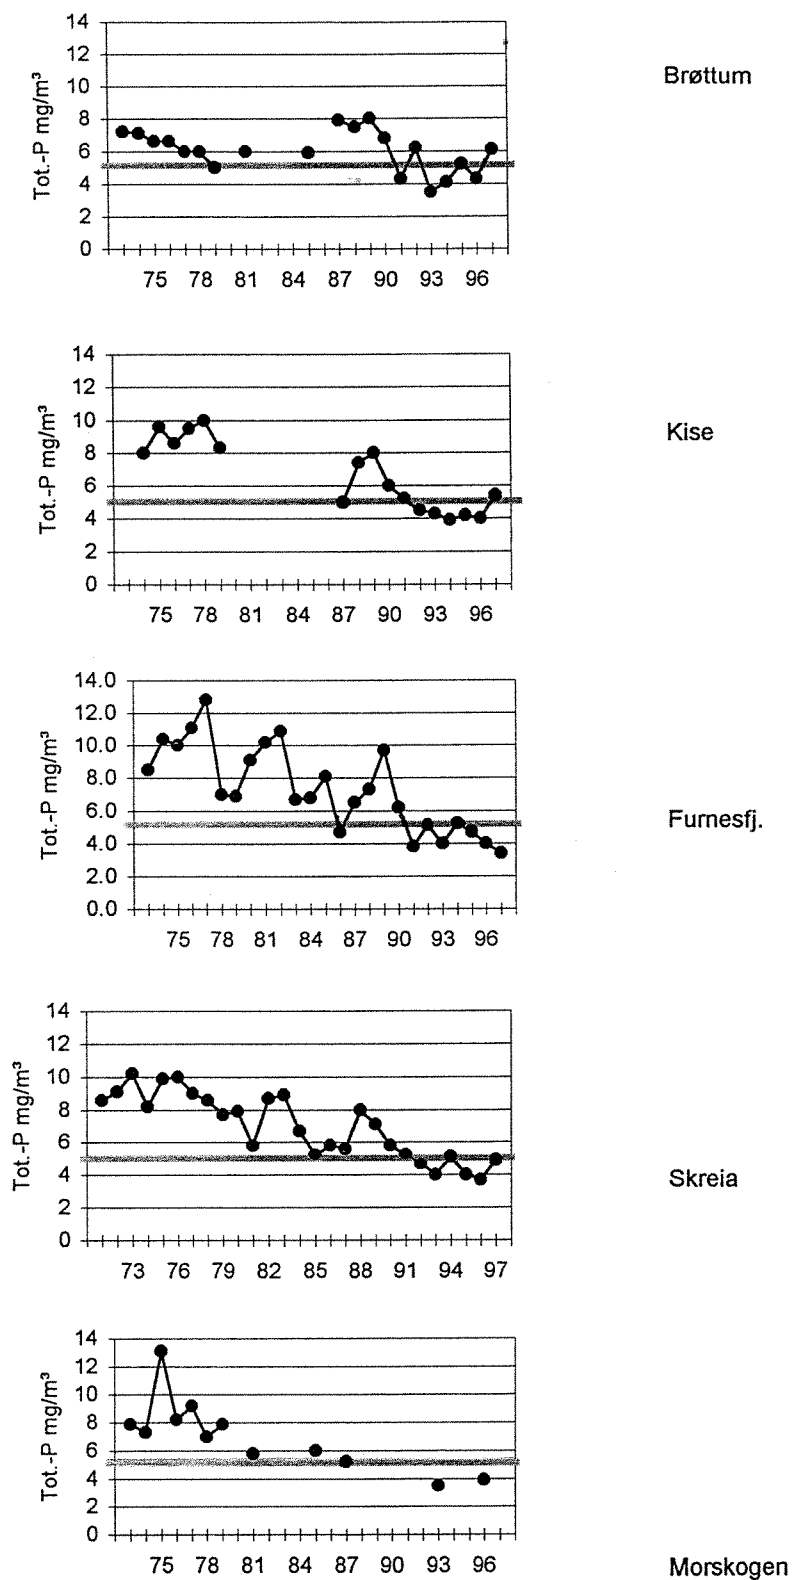 14
12
10
8
6
4
2
0
Tot.-P mg/m³
75 78 81 84 87 90 93 96
Brøttum
14
12
10
8
6
4
2
0
Tot.-P mg/m³
75 78 81 84 87 90 93 96
Kise
14.0
12.0
10.0
8.0
6.0
4.0
2.0
0.0
Tot.-P mg/m³
75 78 81 84 87 90 93 96
Furnesfj.
14
12
10
8
6
4
2
0
Tot.-P mg/m³
73 76 79 82 85 88 91 94 97
Skreia
14
12
10
8
6
4
2
0
Tot.-P mg/m³
75 78 81 84 87 90 93 96
Morskogen